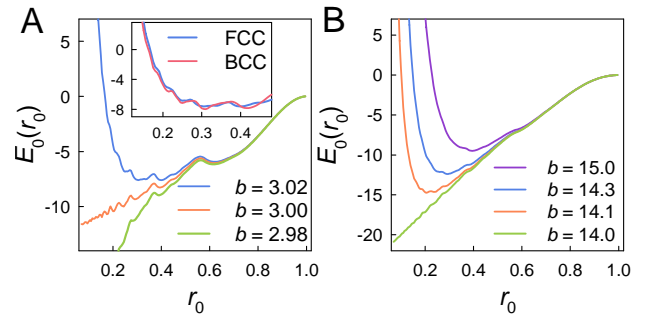 A
B
5
0
-5
-10
E₀(r₀)
0.2 0.4 0.6 0.8 1.0
r₀
FCC
BCC
0
-4
-8
0.2 0.3 0.4
b = 3.02
b = 3.00
b = 2.98
5
0
-5
-10
-15
-20
E₀(r₀)
0.2 0.4 0.6 0.8 1.0
r₀
b = 15.0
b = 14.3
b = 14.1
b = 14.0